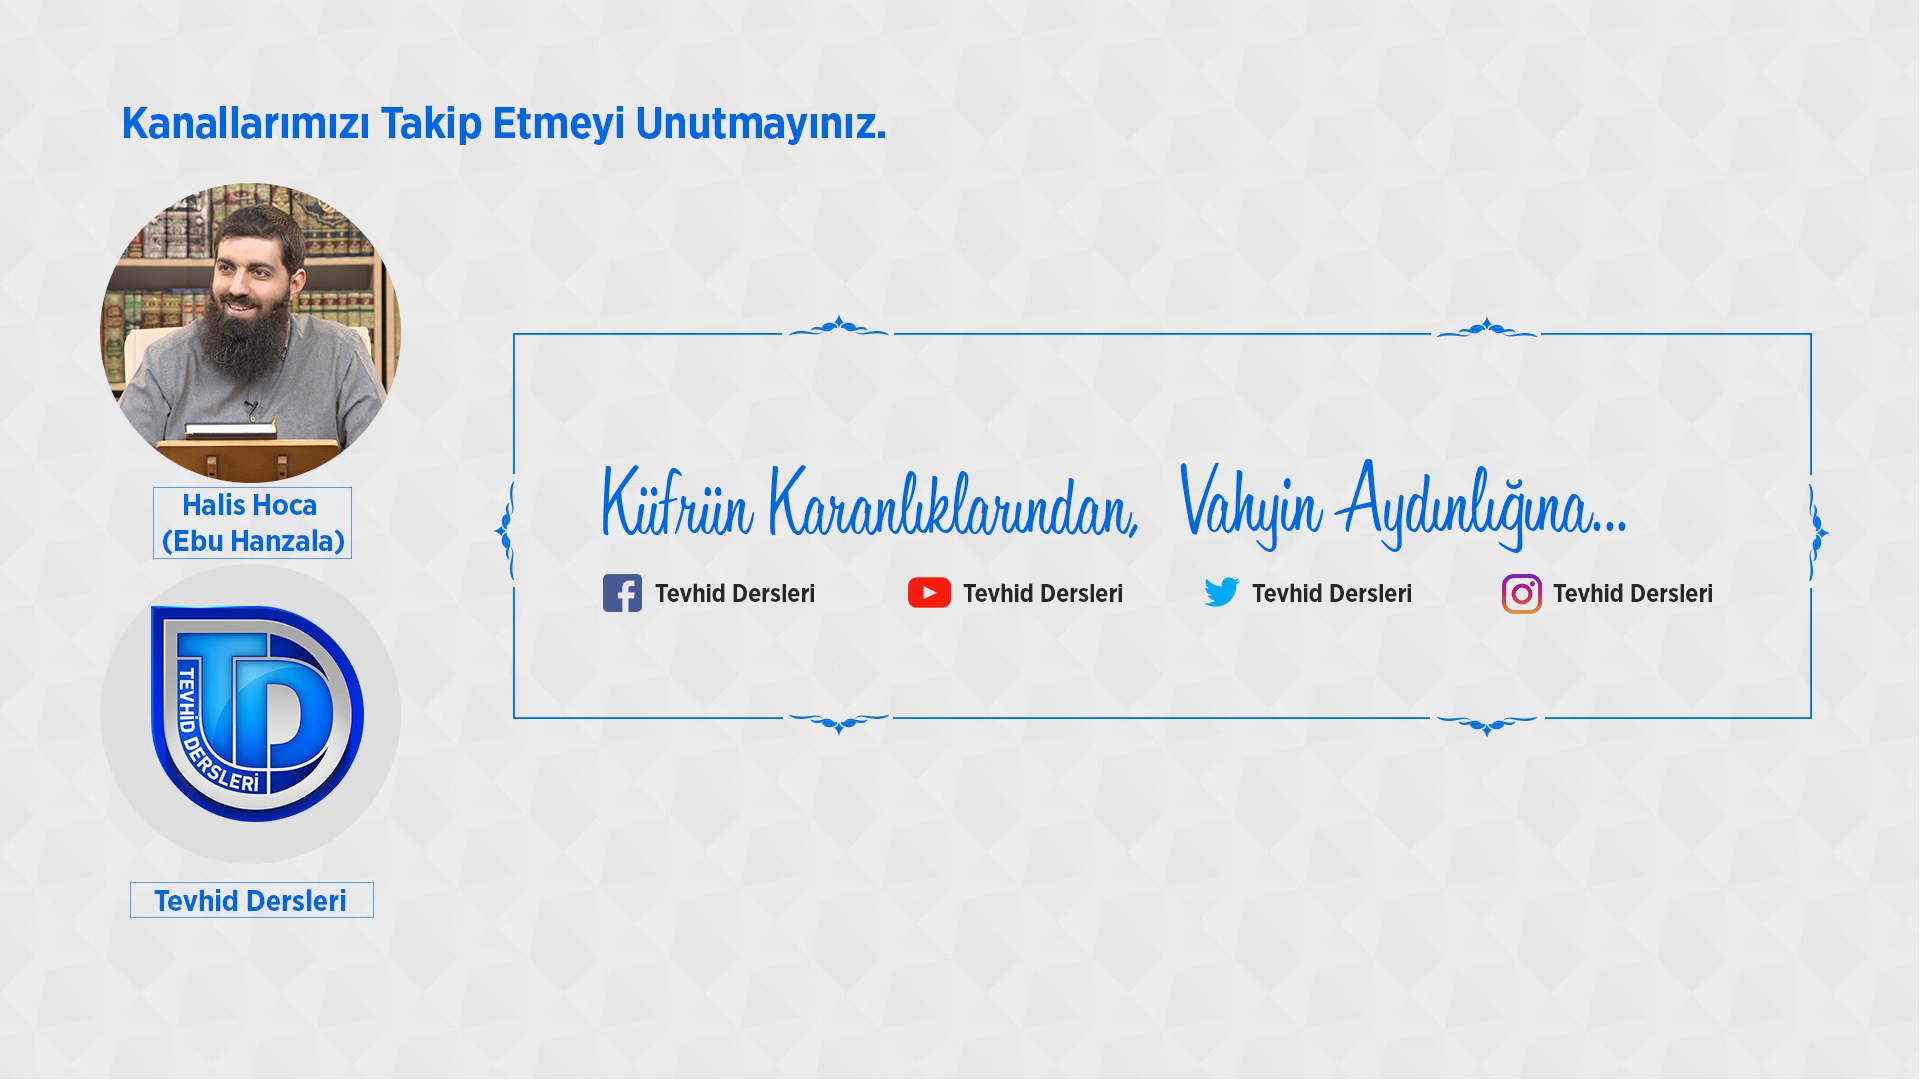 Kanallarımızı Takip Etmeyi Unutmayınız.
Halis Hoca
(Ebu Hanzala)
TD
TEVHİD DERSLERİ
Tevhid Dersleri
Küfrün Karanlıklarından, Vahyin Aydınlığına...
Tevhid Dersleri Tevhid Dersleri Tevhid Dersleri Tevhid Dersleri